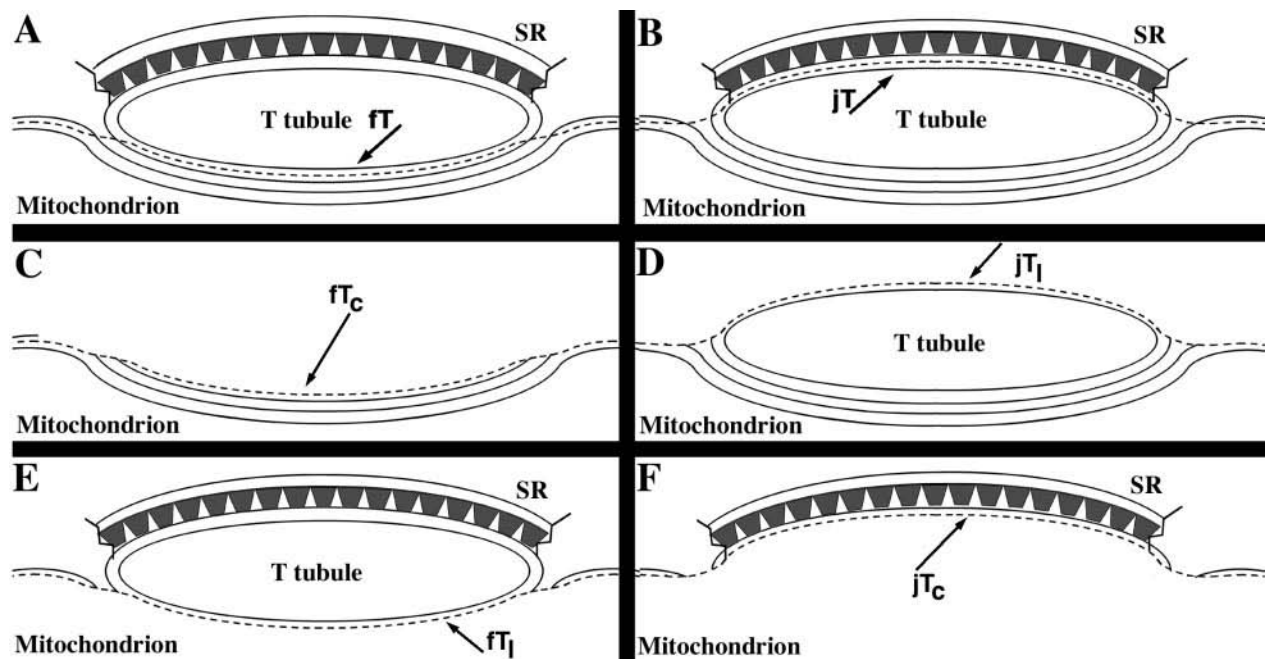 A
SR
T tubule
fT
Mitochondrion
B
SR
jT
T tubule
Mitochondrion
C
fTc
Mitochondrion
D
jTl
T tubule
Mitochondrion
E
SR
T tubule
Mitochondrion
fTl
F
SR
jTc
Mitochondrion